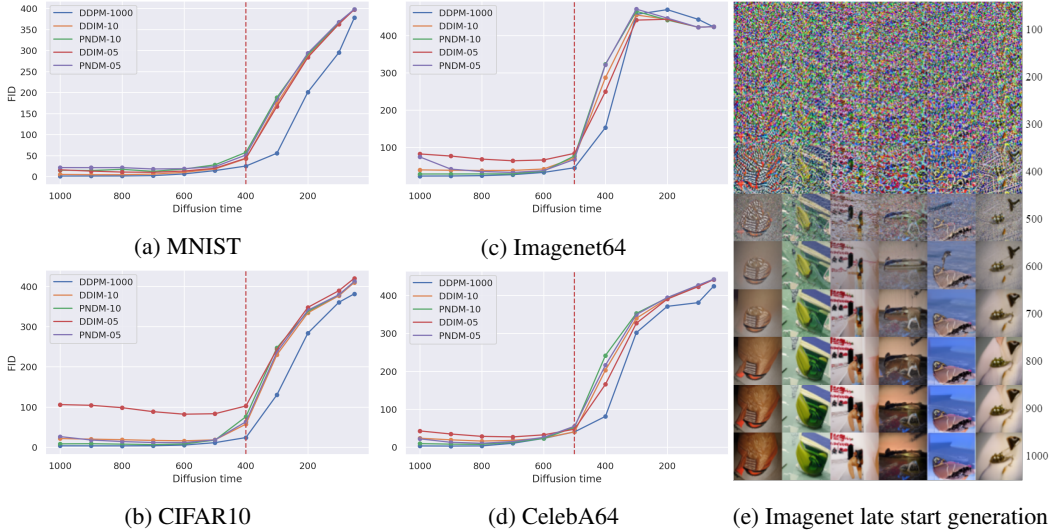 FID
400
350
300
250
200
150
100
50
0
DDPM-1000
DDIM-10
PNDM-10
DDIM-05
PNDM-05
1000
800
600
400
200
Diffusion time
(a) MNIST
400
300
200
100
0
DDPM-1000
DDIM-10
PNDM-10
DDIM-05
PNDM-05
1000
800
600
400
200
Diffusion time
(c) Imagenet64
FID
400
300
200
100
0
DDPM-1000
DDIM-10
PNDM-10
DDIM-05
PNDM-05
1000
800
600
400
200
Diffusion time
(b) CIFAR10
400
300
200
100
0
DDPM-1000
DDIM-10
PNDM-10
DDIM-05
PNDM-05
1000
800
600
400
200
Diffusion time
(d) CelebA64
100
200
300
400
500
600
700
800
900
1000
(e) Imagenet late start generation